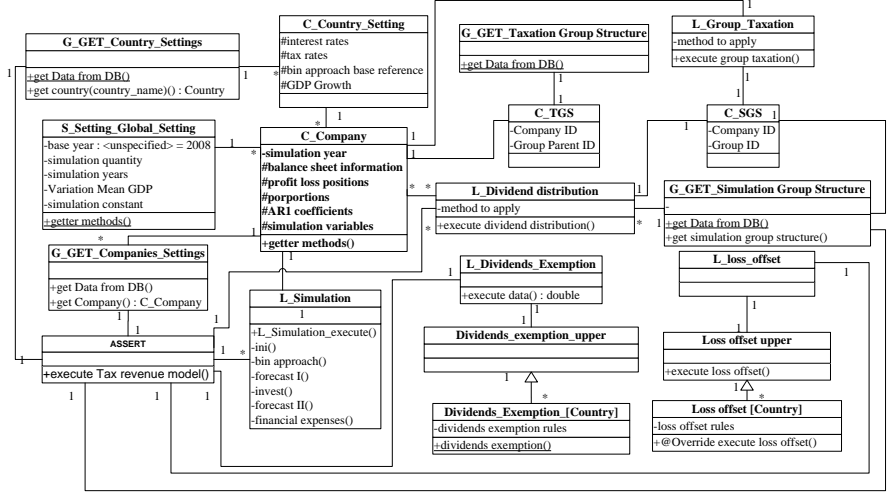 C_Country_Setting
#interest rates
#tax rates
#bin approach base reference
#GDP Growth
G_GET_Country_Settings
+get Data from DB()
+get country(country_name)() : Country
G_GET_Taxation Group Structure
+get Data from DB()
L_Group_Taxation
-method to apply
+execute group taxation()
S_Setting_Global_Setting
-base year : <unspecified> = 2008
-simulation quantity
-simulation years
-Variation Mean GDP
-simulation constant
+getter methods()
C_Company
-simulation year
#balance sheet information
#profit loss positions
#porportions
#AR1 coefficients
#simulation variables
+getter methods()
C_TGS
-Company ID
-Group Parent ID
C_SGS
-Company ID
-Group ID
L_Dividend distribution
-method to apply
+execute dividend distribution()
G_GET_Simulation Group Structure
-
+get Data from DB()
+get simulation group structure()
G_GET_Companies_Settings
+get Data from DB()
+get Company() : C_Company
L_Simulation
1
+L_Simulation_execute()
-ini()
-bin approach()
-forecast I()
-invest()
-forecast II()
-financial expenses()
L_Dividends_Exemption
+execute data() : double
L_loss_offset
ASSERT
+execute Tax revenue model()
Dividends_exemption_upper
Loss offset upper
+execute loss offset()
Dividends_Exemption_[Country]
-dividends exemption rules
+dividends exemption()
Loss offset [Country]
-loss offset rules
+@Override execute loss offset()